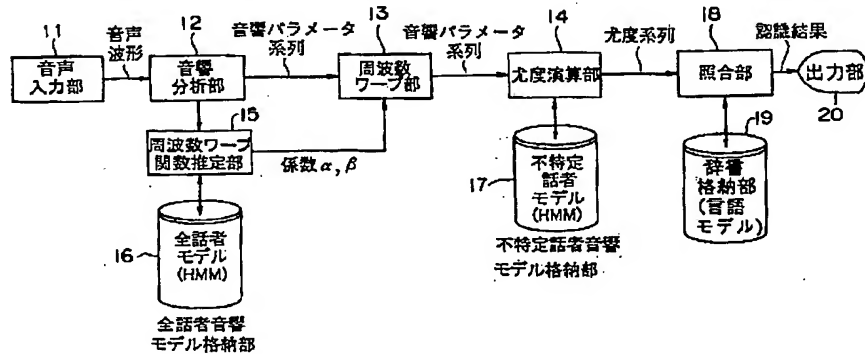 11
音声
入力部
音声
波形
12
音響
分析部
音響パラメータ
系列
13
周波数
ワープ部
音響パラメータ
系列
14
尤度演算部
尤度系列
18
照合部
認識結果
出力部
20
15
周波数ワープ
関数推定部
係数α,β
16
全話者
モデル
(HMM)
全話者音響
モデル格納部
17
不特定
話者
モデル
(HMM)
不特定話者音響
モデル格納部
19
辞書
格納部
(言語
モデル)